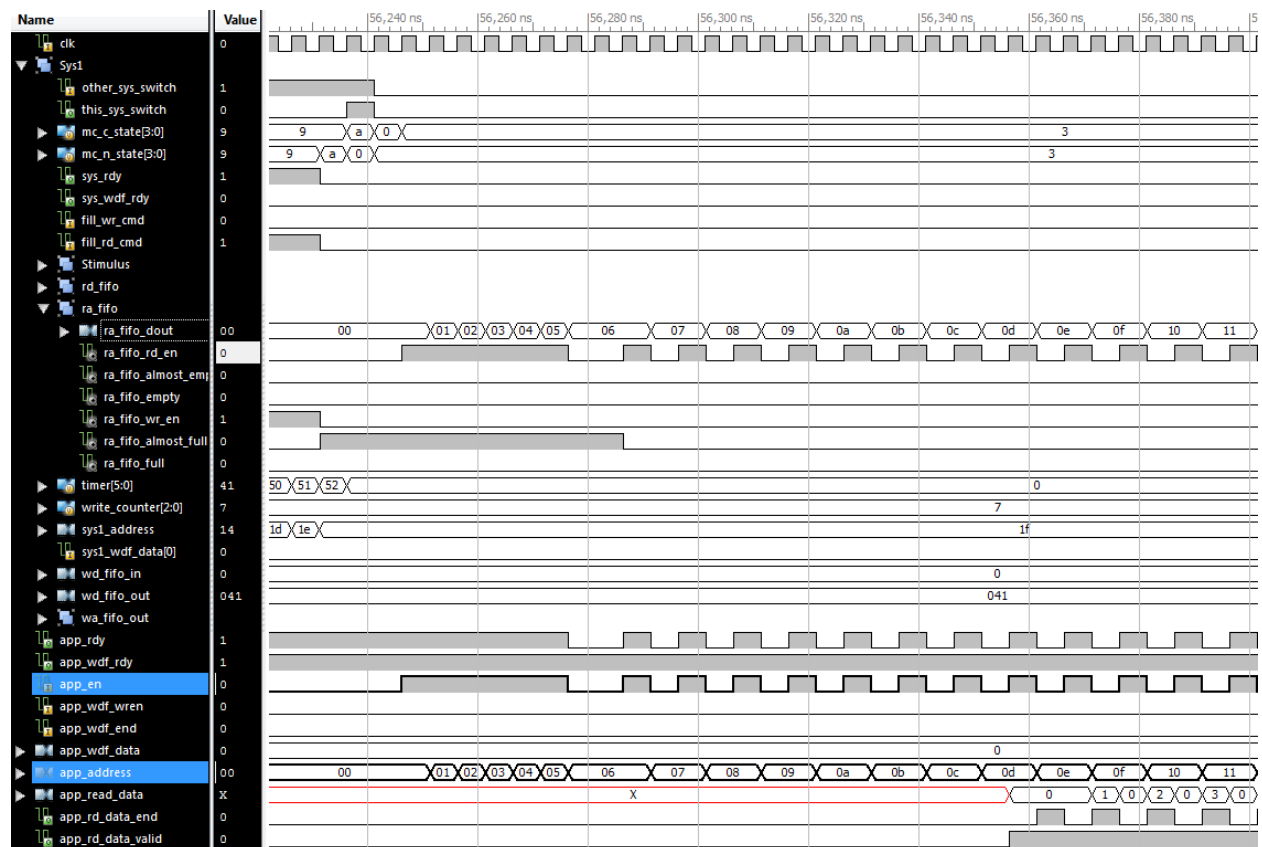 Name Value 56,240 ns 56,260 ns 56,280 ns 56,300 ns 56,320 ns 56,340 ns 56,360 ns 56,380 ns 5
clk 0
Sys1
other_sys_switch 1
this_sys_switch 0
mc_c_state[3:0] 9 9 a 0 3
mc_n_state[3:0] 9 9 a 0 3
sys_rdy 1
sys_wdf_rdy 0
fill_wr_cmd 0
fill_rd_cmd 1
Stimulus
rd_fifo
ra_fifo
ra_fifo_dout 00 00 01 02 03 04 05 06 07 08 09 0a 0b 0c 0d 0e 0f 10 11
ra_fifo_rd_en 0
ra_fifo_almost_em 0
ra_fifo_empty 0
ra_fifo_wr_en 1
ra_fifo_almost_full 0
ra_fifo_full 0
timer[5:0] 41 50 51 52 0
write_counter[2:0] 7 7
sys1_address 14 1d 1e 1f
sys1_wdf_data[0] 0
wd_fifo_in 0 0
wd_fifo_out 041 041
wa_fifo_out
app_rdy 1
app_wdf_rdy 1
app_en 0
app_wdf_wren 0
app_wdf_end 0
app_wdf_data 0 0
app_address 00 00 01 02 03 04 05 06 07 08 09 0a 0b 0c 0d 0e 0f 10 11
app_read_data X X 0 1 0 2 0 3 0
app_rd_data_end 0
app_rd_data_valid 0